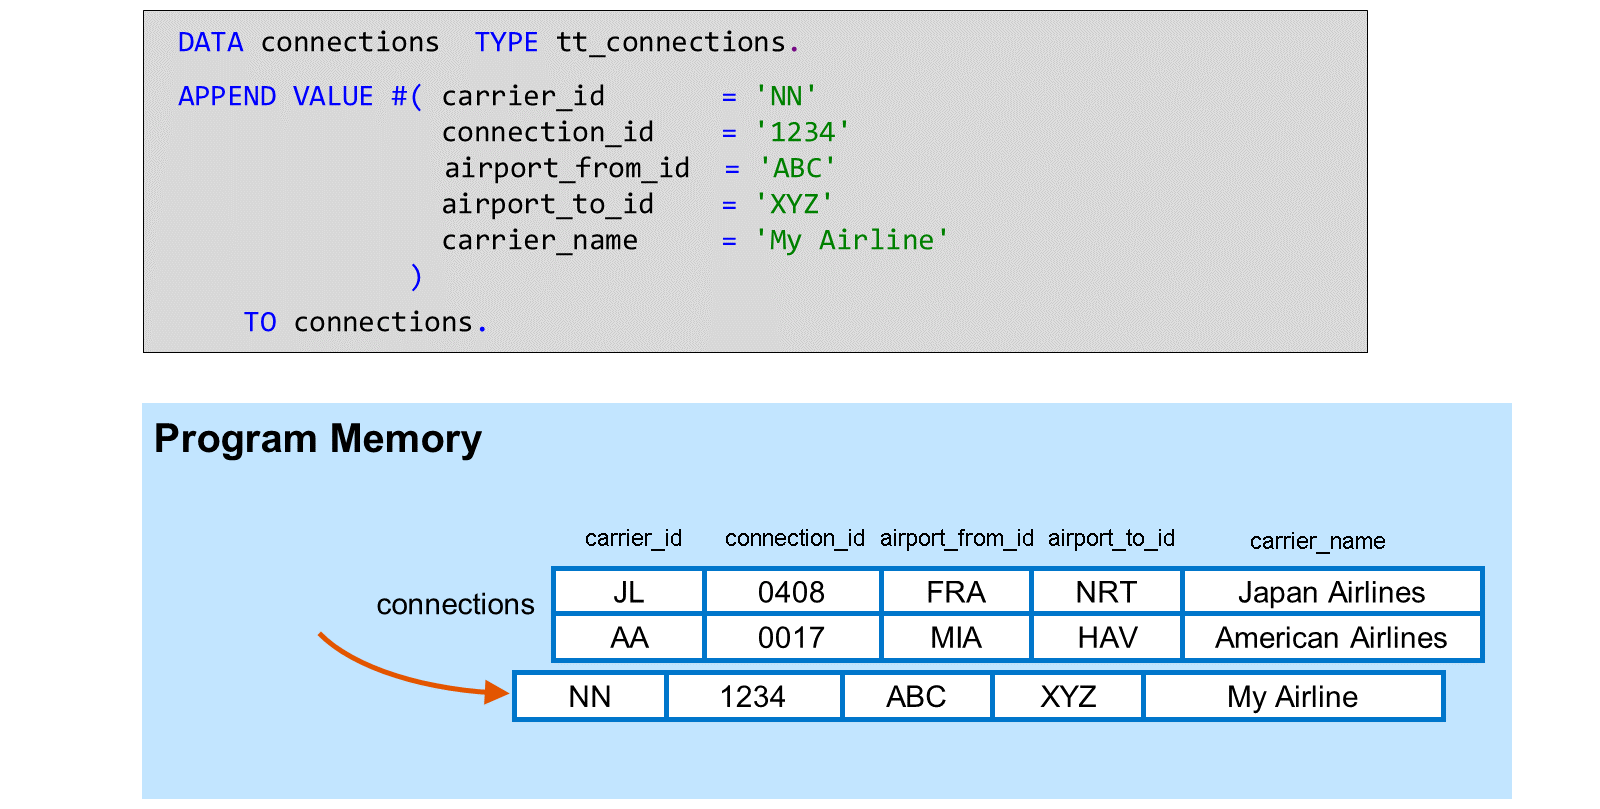 DATA connections TYPE tt_connections.
APPEND VALUE #( carrier_id = 'NN'
connection_id = '1234'
airport_from_id = 'ABC'
airport_to_id = 'XYZ'
carrier_name = 'My Airline'
)
TO connections.
Program Memory
carrier_id connection_id airport_from_id airport_to_id carrier_name
connections
JL 0408 FRA NRT Japan Airlines
AA 0017 MIA HAV American Airlines
NN 1234 ABC XYZ My Airline